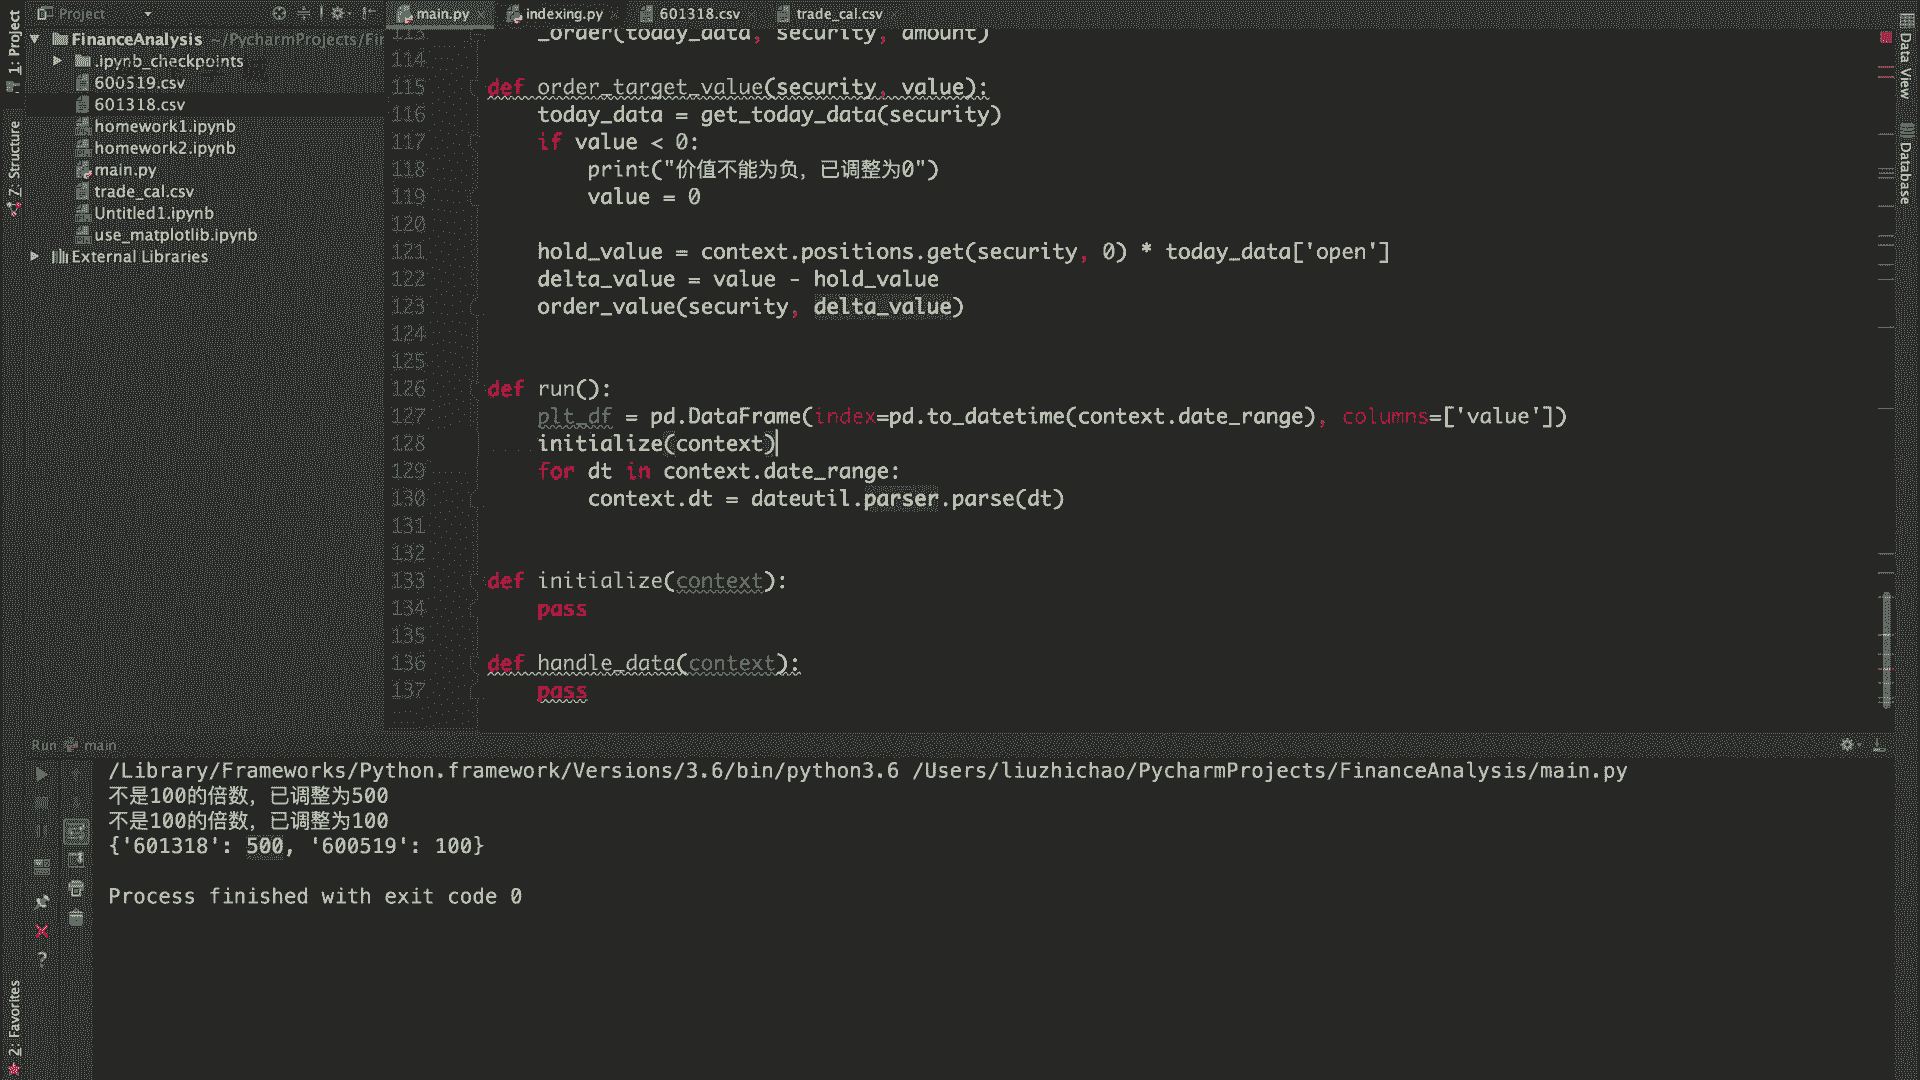 Project
main.py
indexing.py
601318.csv
trade_cal.csv
1: Project
7: Structure
2: Favorites
Data View
Database
FinanceAnalysis ~/PycharmProjects/Fi
.ipynb_checkpoints
600519.csv
601318.csv
homework1.ipynb
homework2.ipynb
main.py
trade_cal.csv
Untitled1.ipynb
use_matplotlib.ipynb
External Libraries
113 _order(today_data, security, amount)
114
115 def order_target_value(security, value):
116 today_data = get_today_data(security)
117 if value < 0:
118 print("价值不能为负，已调整为0")
119 value = 0
120
121 hold_value = context.positions.get(security, 0) * today_data['open']
122 delta_value = value - hold_value
123 order_value(security, delta_value)
124
125
126 def run():
127 plt_df = pd.DataFrame(index=pd.to_datetime(context.date_range), columns=['value'])
128 initialize(context)
129 for dt in context.date_range:
130 context.dt = dateutil.parser.parse(dt)
131
132
133 def initialize(context):
134 pass
135
136 def handle_data(context):
137 pass
Run main
/Library/Frameworks/Python.framework/Versions/3.6/bin/python3.6 /Users/liuzhichao/PycharmProjects/FinanceAnalysis/main.py
不是100的倍数，已调整为500
不是100的倍数，已调整为100
{'601318': 500, '600519': 100}
Process finished with exit code 0